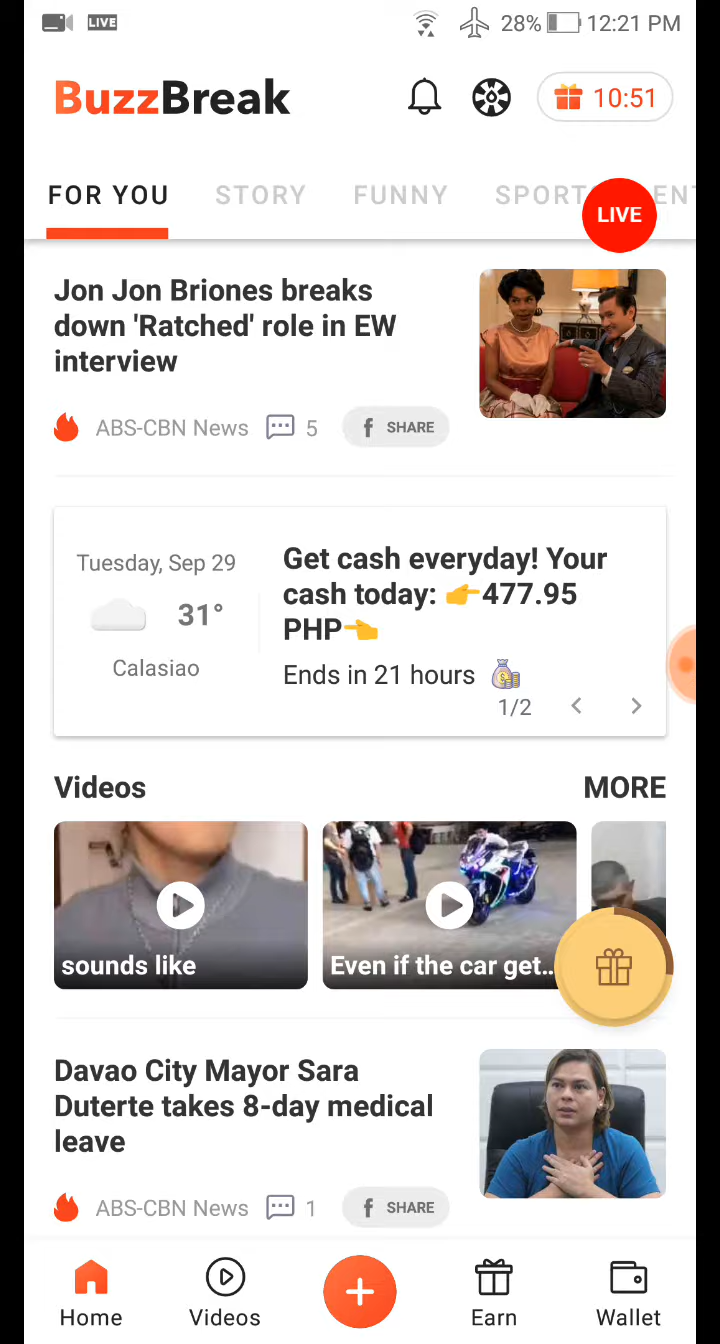 LIVE
28%
12:21 PM
BuzzBreak
10:51
FOR YOU
STORY
FUNNY
SPORTS
LIVE
Jon Jon Briones breaks
down 'Ratched' role in EW
interview
ABS-CBN News
5
f SHARE
Tuesday, Sep 29
31°
Calasiao
Get cash everyday! Your
cash today: 👉477.95
PHP👈
Ends in 21 hours
1/2
Videos
MORE
sounds like
Even if the car get...
Davao City Mayor Sara
Duterte takes 8-day medical
leave
ABS-CBN News
1
f SHARE
Home
Videos
Earn
Wallet